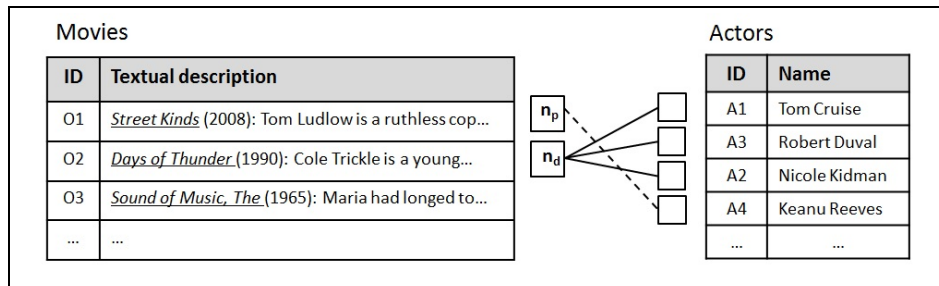 Movies
ID Textual description
O1 Street Kinds (2008): Tom Ludlow is a ruthless cop...
O2 Days of Thunder (1990): Cole Trickle is a young...
O3 Sound of Music, The (1965): Maria had longed to...
... ...
np
nd
Actors
ID Name
A1 Tom Cruise
A3 Robert Duval
A2 Nicole Kidman
A4 Keanu Reeves
... ...